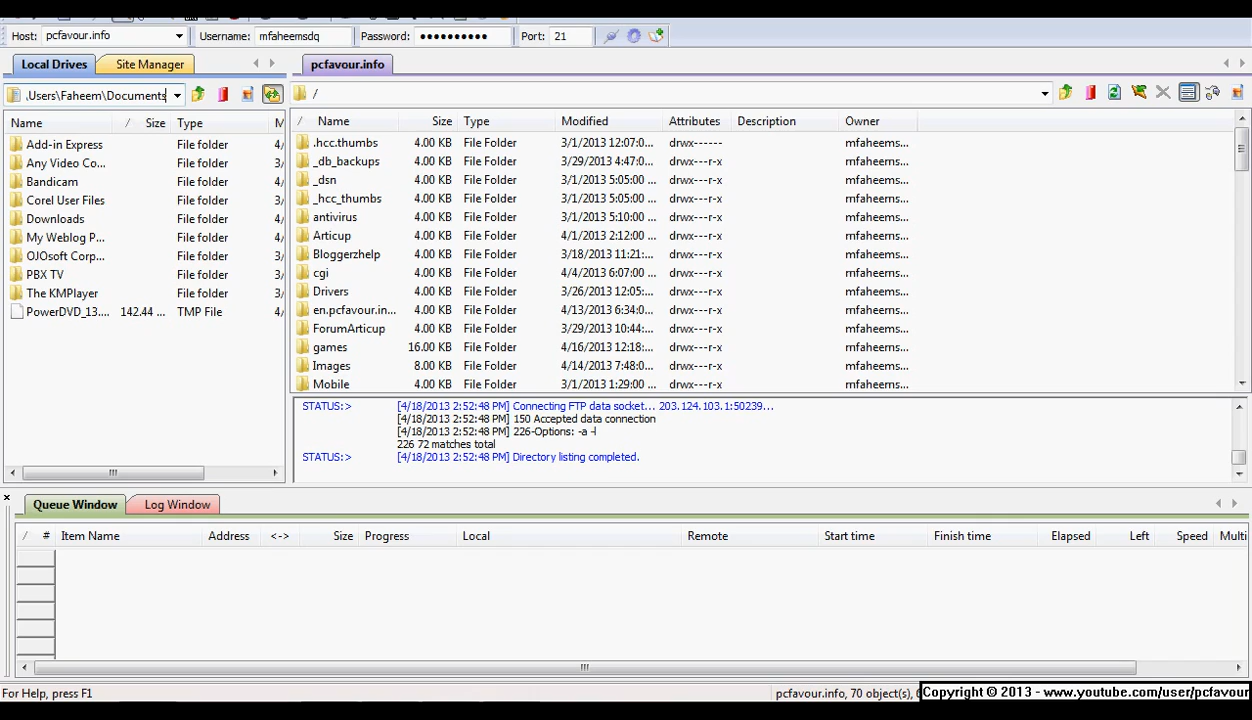 Host: pcfavour.info Username: mfaheemsdq Password: ●●●●●●●●●● Port: 21
Local Drives Site Manager pcfavour.info
.Users\Faheem\Documents /
Name / Size Type M
Add-in Express File folder 4/
Any Video Co... File folder 3/
Bandicam File folder 4/
Corel User Files File folder 3/
Downloads File folder 4/
My Weblog P... File folder 4/
OJOsoft Corp... File folder 3/
PBX TV File folder 3/
The KMPlayer File folder 3/
PowerDVD_13.... 142.44 ... TMP File 4/
/ Name Size Type Modified Attributes Description Owner
.hcc.thumbs 4.00 KB File Folder 3/1/2013 12:07:0... drwx------ mfaheems...
_db_backups 4.00 KB File Folder 3/29/2013 4:47:0... drwx---r-x mfaheems...
_dsn 4.00 KB File Folder 3/1/2013 5:05:00 ... drwx---r-x mfaheems...
_hcc_thumbs 4.00 KB File Folder 3/1/2013 5:05:00 ... drwx---r-x mfaheems...
antivirus 4.00 KB File Folder 3/1/2013 5:10:00 ... drwx---r-x mfaheems...
Articup 4.00 KB File Folder 4/1/2013 2:12:00 ... drwx---r-x mfaheems...
Bloggerzhelp 4.00 KB File Folder 3/18/2013 11:21:... drwx---r-x mfaheems...
cgi 4.00 KB File Folder 4/4/2013 6:07:00 ... drwx---r-x mfaheems...
Drivers 4.00 KB File Folder 3/26/2013 12:05:... drwx---r-x mfaheems...
en.pcfavour.in... 4.00 KB File Folder 4/13/2013 6:34:0... drwx---r-x mfaheems...
ForumArticup 4.00 KB File Folder 3/29/2013 10:44:... drwx---r-x mfaheems...
games 16.00 KB File Folder 4/16/2013 12:18:... drwx---r-x mfaheems...
Images 8.00 KB File Folder 4/14/2013 7:48:0... drwx---r-x mfaheems...
Mobile 4.00 KB File Folder 3/1/2013 1:29:00 ... drwx---r-x mfaheems...
STATUS:> [4/18/2013 2:52:48 PM] Connecting FTP data socket... 203.124.103.1:50239...
[4/18/2013 2:52:48 PM] 150 Accepted data connection
[4/18/2013 2:52:48 PM] 226-Options: -a -l
226 72 matches total
STATUS:> [4/18/2013 2:52:48 PM] Directory listing completed.
Queue Window Log Window
/ # Item Name Address <-> Size Progress Local Remote Start time Finish time Elapsed Left Speed Multi
For Help, press F1 pcfavour.info, 70 object(s),
Copyright © 2013 - www.youtube.com/user/pcfavour